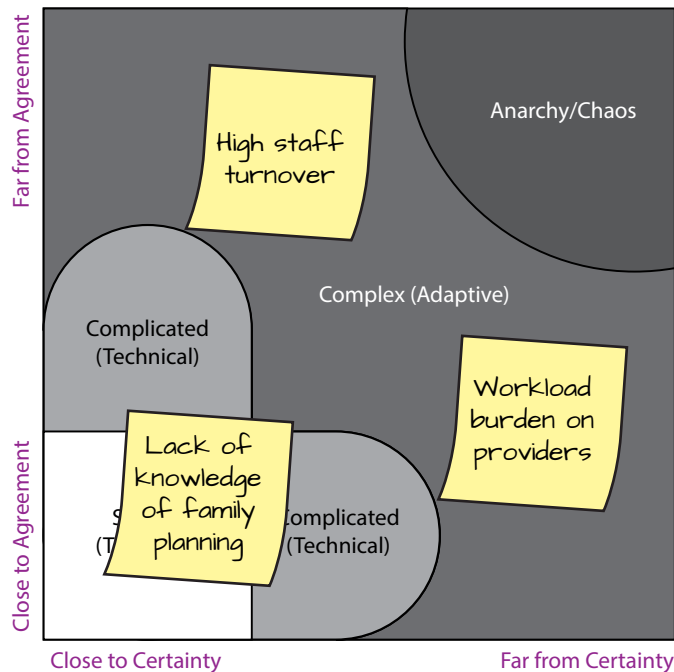 Far from Agreement
Anarchy/Chaos
High staff
turnover
Complex (Adaptive)
Complicated
(Technical)
Workload
burden on
providers
Lack of
knowledge
of family
planning
Complicated
(Technical)
Close to Agreement
Close to Certainty
Far from Certainty